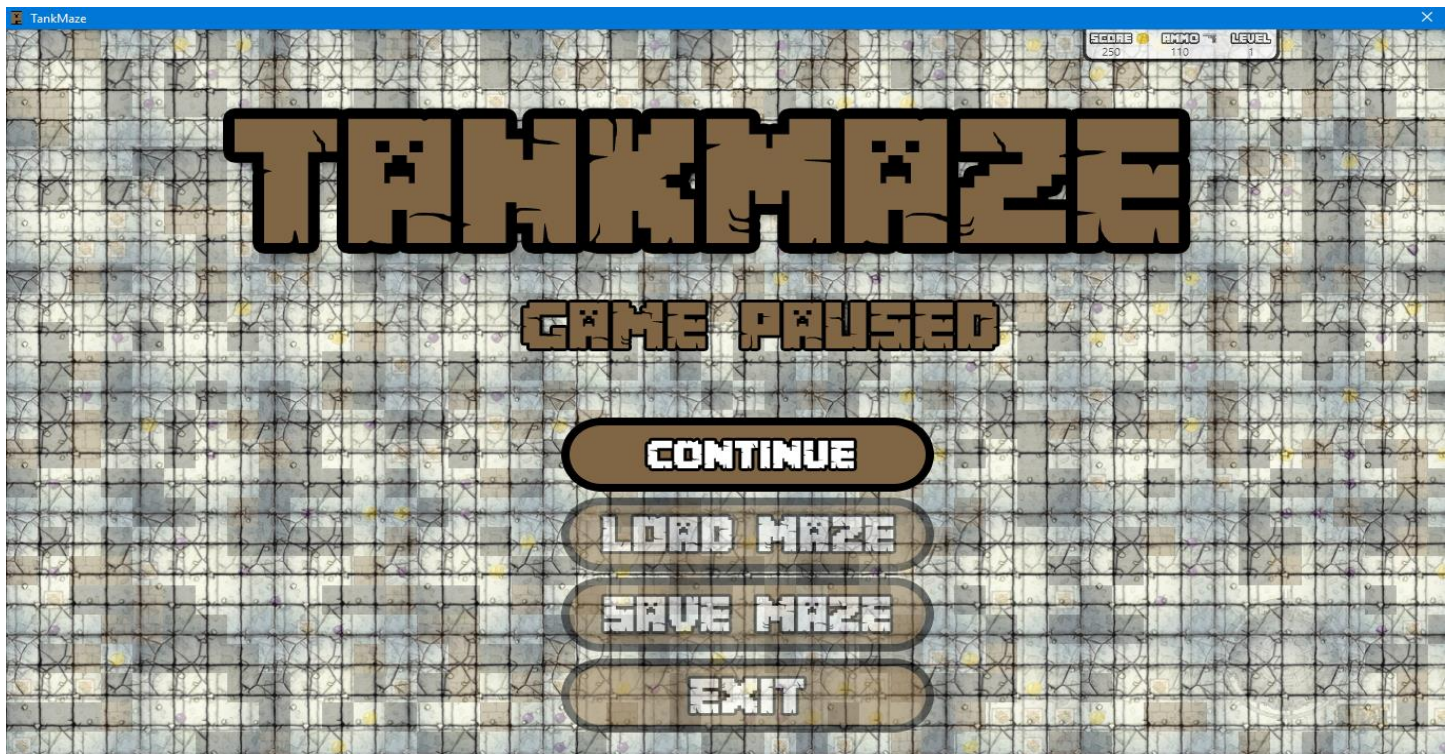 TankMaze
SCORE AMMO LEVEL
250 110 1
TANKMAZE
GAME PAUSED
CONTINUE
LOAD MAZE
SAVE MAZE
EXIT